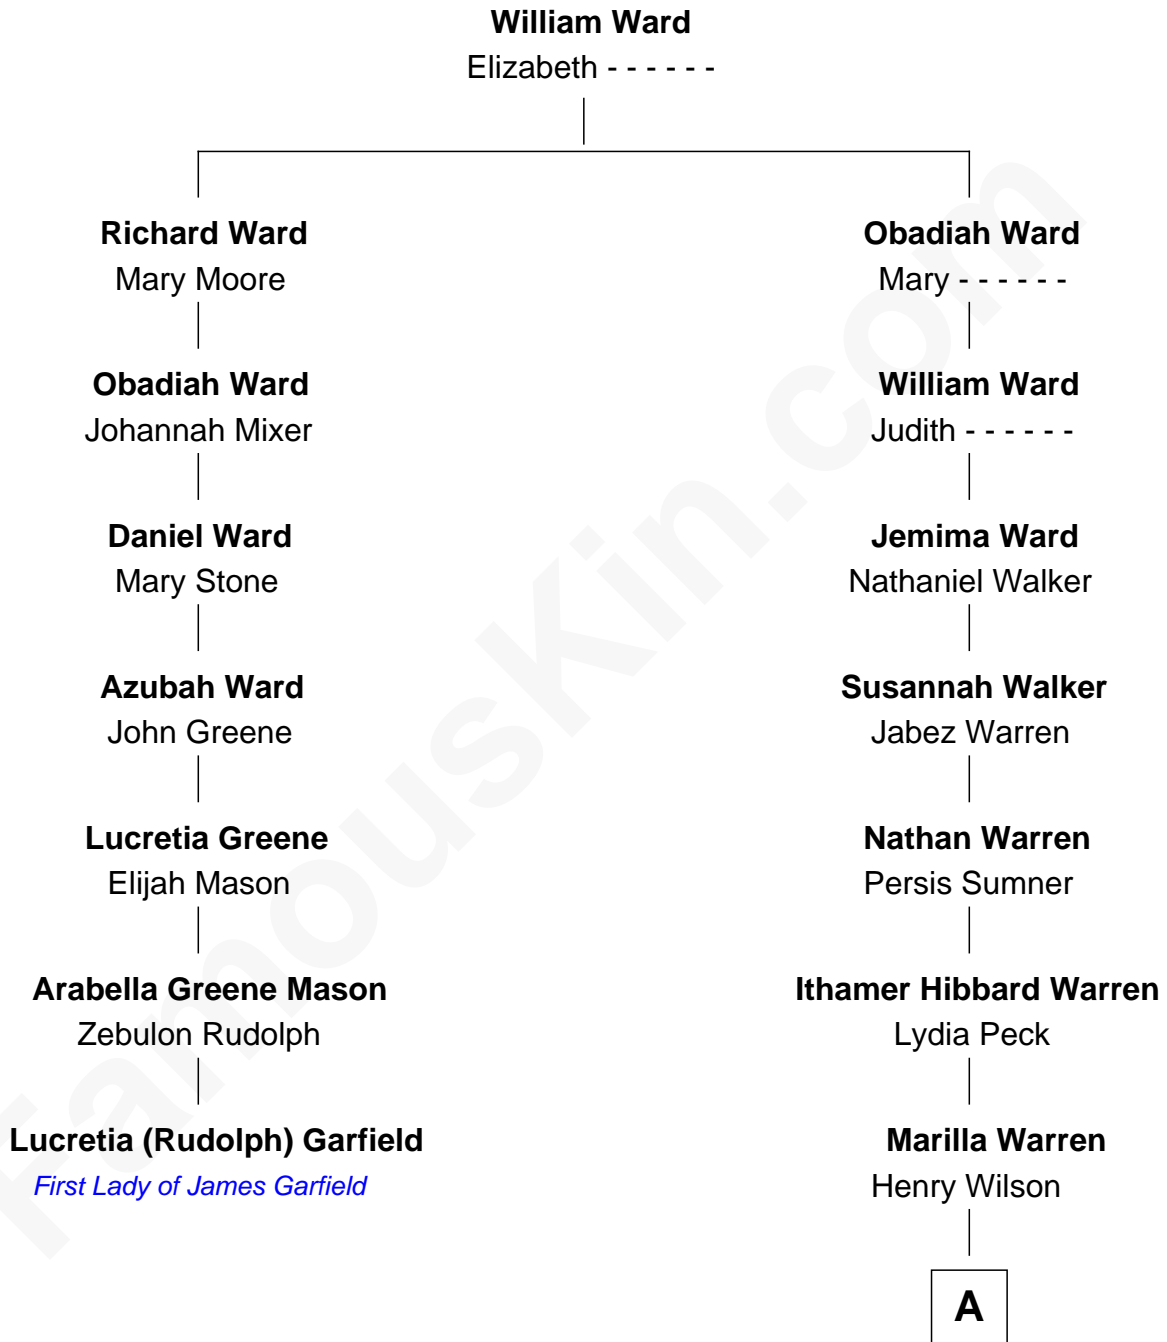 William Ward
Elizabeth - - - - - -
Richard Ward
Mary Moore
Obadiah Ward
Johannah Mixer
Daniel Ward
Mary Stone
Azubah Ward
John Greene
Lucretia Greene
Elijah Mason
Arabella Greene Mason
Zebulon Rudolph
Lucretia (Rudolph) Garfield
First Lady of James Garfield
Obadiah Ward
Mary - - - - - -
William Ward
Judith - - - - - -
Jemima Ward
Nathaniel Walker
Susannah Walker
Jabez Warren
Nathan Warren
Persis Sumner
Ithamer Hibbard Warren
Lydia Peck
Marilla Warren
Henry Wilson
A
FamousKin.com